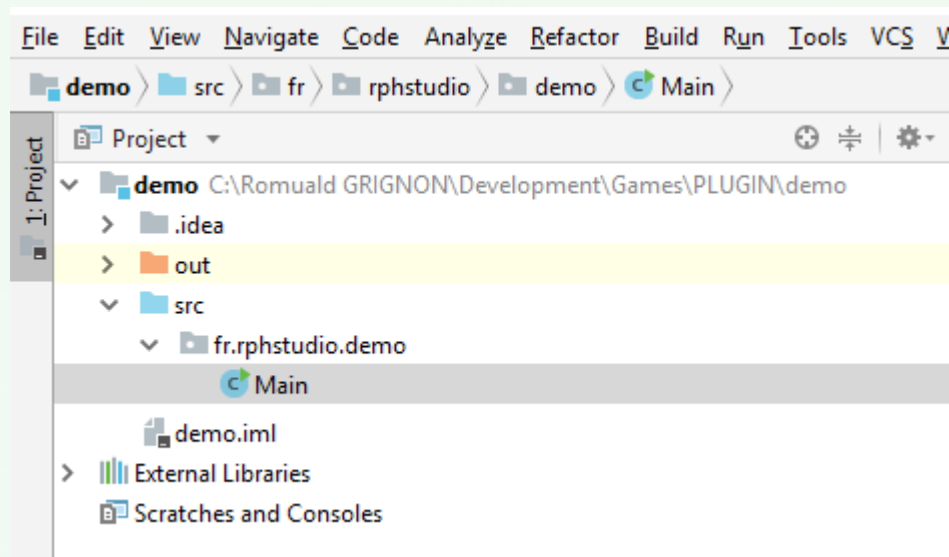 File Edit View Navigate Code Analyze Refactor Build Run Tools VCS W
demo src fr rphstudio demo Main
1: Project
Project
demo C:\Romuald GRIGNON\Development\Games\PLUGIN\demo
.idea
out
src
fr.rphstudio.demo
C Main
demo.iml
External Libraries
Scratches and Consoles